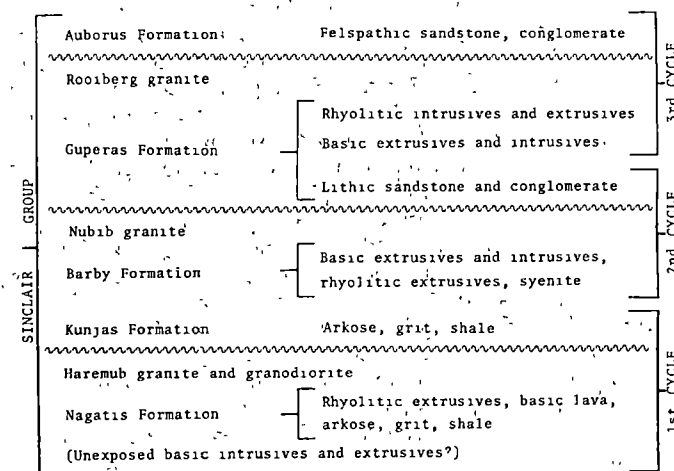 Auborus Formation Felspathic sandstone, conglomerate
Rooiberg granite
Rhyolitic intrusives and extrusives
Guperas Formation Basic extrusives and intrusives
Lithic sandstone and conglomerate
Nubib granite
Barby Formation Basic extrusives and intrusives,
rhyolitic extrusives, syenite
Kunjas Formation Arkose, grit, shale
Haremub granite and granodiorite
Nagatis Formation Rhyolitic extrusives, basic lava,
arkose, grit, shale
(Unexposed basic intrusives and extrusives?)
SINCLAIR GROUP
3rd CYCLE
2nd CYCLE
1st CYCLE